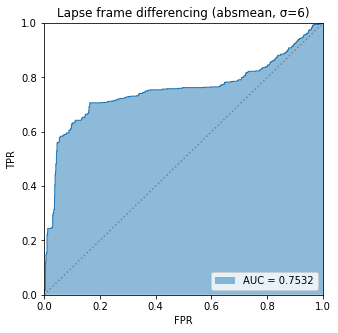 Lapse frame differencing (absmean, σ=6)
1.0
0.8
0.6
0.4
0.2
0.0
TPR
0.0 0.2 0.4 0.6 0.8 1.0
FPR
AUC = 0.7532